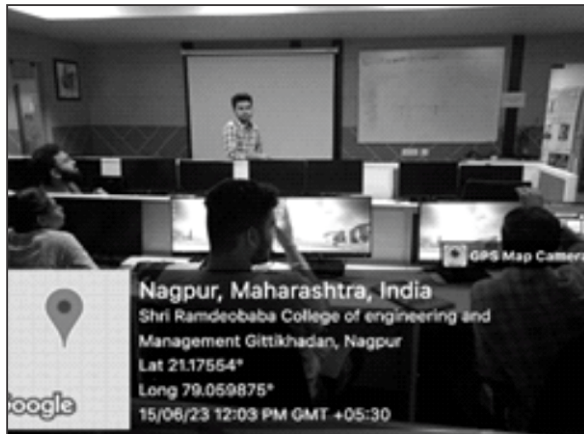 GPS Map Camera
Nagpur, Maharashtra, India
Shri Ramdeobaba College of engineering and
Management Gittikhadan, Nagpur
Lat 21.17554°
Long 79.059875°
15/06/23 12:03 PM GMT +05:30
Google